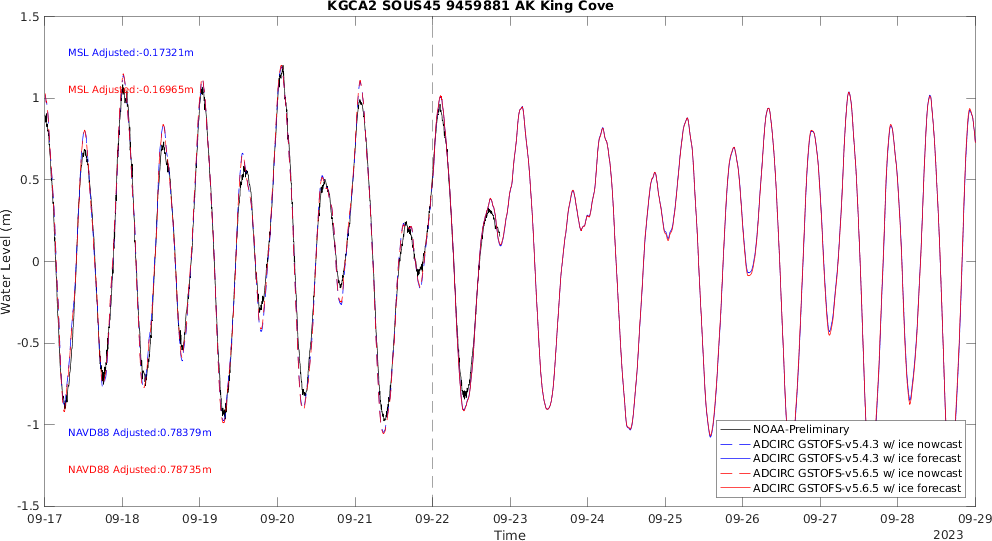 KGCA2 SOUS45 9459881 AK King Cove
MSL Adjusted:-0.17321m
MSL Adjusted:-0.16965m
NAVD88 Adjusted:0.78379m
NAVD88 Adjusted:0.78735m
Water Level (m)
1.5
1
0.5
0
-0.5
-1
-1.5
NOAA-Preliminary
ADCIRC GSTOFS-v5.4.3 w/ ice nowcast
ADCIRC GSTOFS-v5.4.3 w/ ice forecast
ADCIRC GSTOFS-v5.6.5 w/ ice nowcast
ADCIRC GSTOFS-v5.6.5 w/ ice forecast
09-17 09-18 09-19 09-20 09-21 09-22 09-23 09-24 09-25 09-26 09-27 09-28 09-29
Time
2023